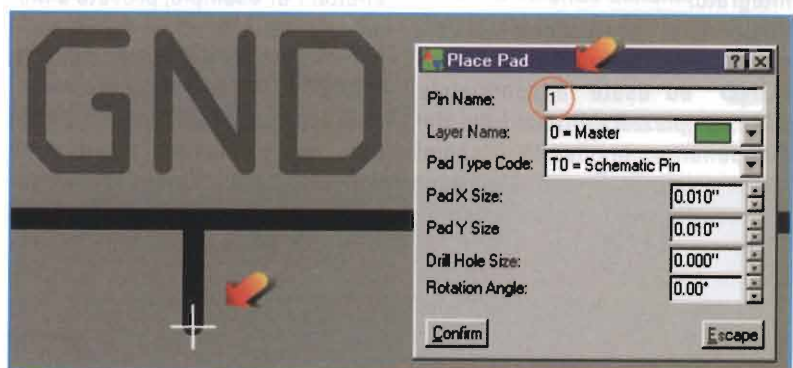 GND
Place Pad
Pin Name: 1
Layer Name: 0 = Master
Pad Type Code: T0 = Schematic Pin
Pad X Size: 0.010"
Pad Y Size 0.010"
Drill Hole Size: 0.000"
Rotation Angle: 0.00°
Confirm Escape